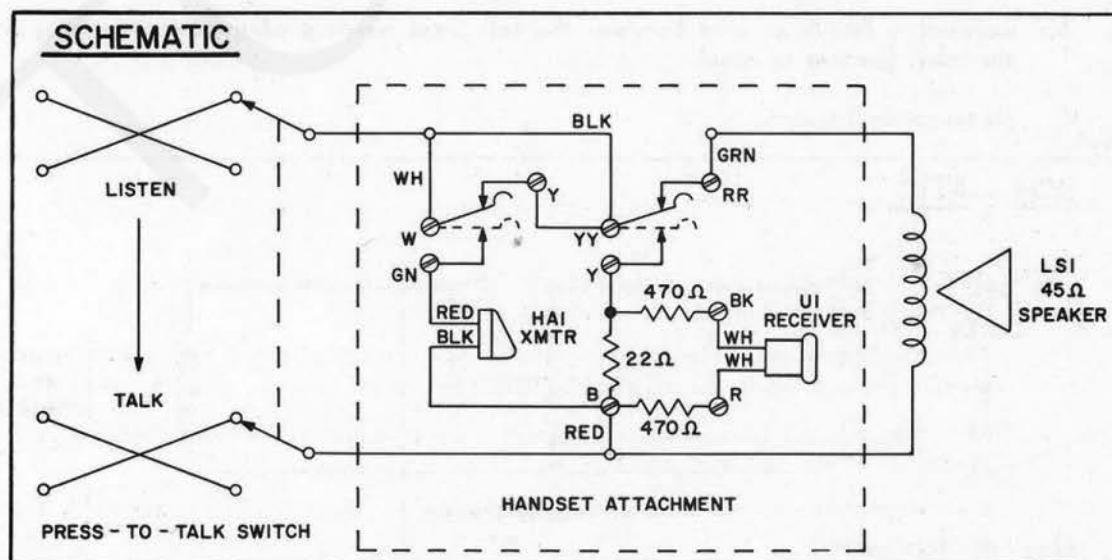 SCHEMATIC
BLK
GRN
LISTEN
WH
Y
RR
W
YY
GN
Y
470Ω
BK
U1
RECEIVER
LS1
45Ω
SPEAKER
RED
BLK
HA1
XMTR
WH
WH
22Ω
TALK
B
R
RED
470Ω
HANDSET ATTACHMENT
PRESS-TO-TALK SWITCH